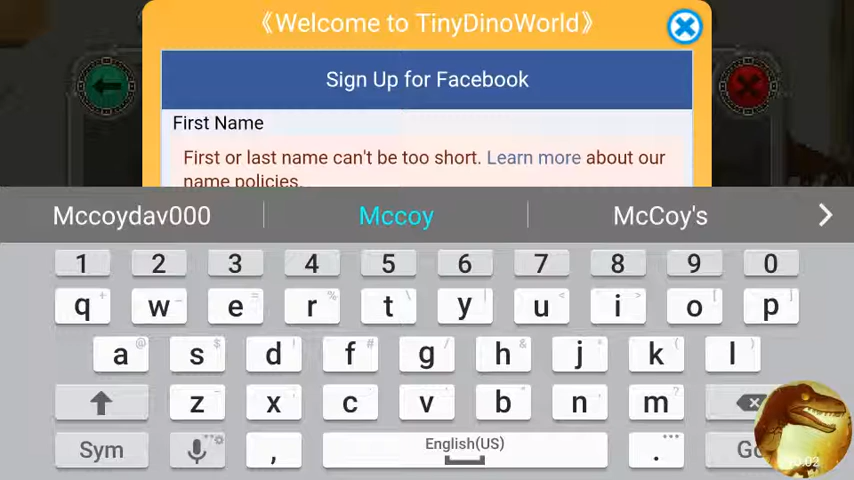 《Welcome to TinyDinoWorld》
Sign Up for Facebook
First Name
First or last name can't be too short. Learn more about our
name policies.
Mccoydav000 Mccoy McCoy's
1 2 3 4 5 6 7 8 9 0
q w e r t y u i o p
a s d f g h j k l
z x c v b n m
Sym , English(US) . Go